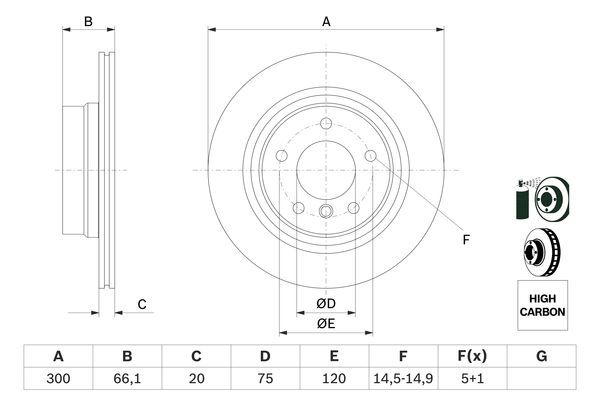 B
A
F
C
ØD
ØE
HIGH
CARBON
A B C D E F F(x) G
300 66,1 20 75 120 14,5-14,9 5+1